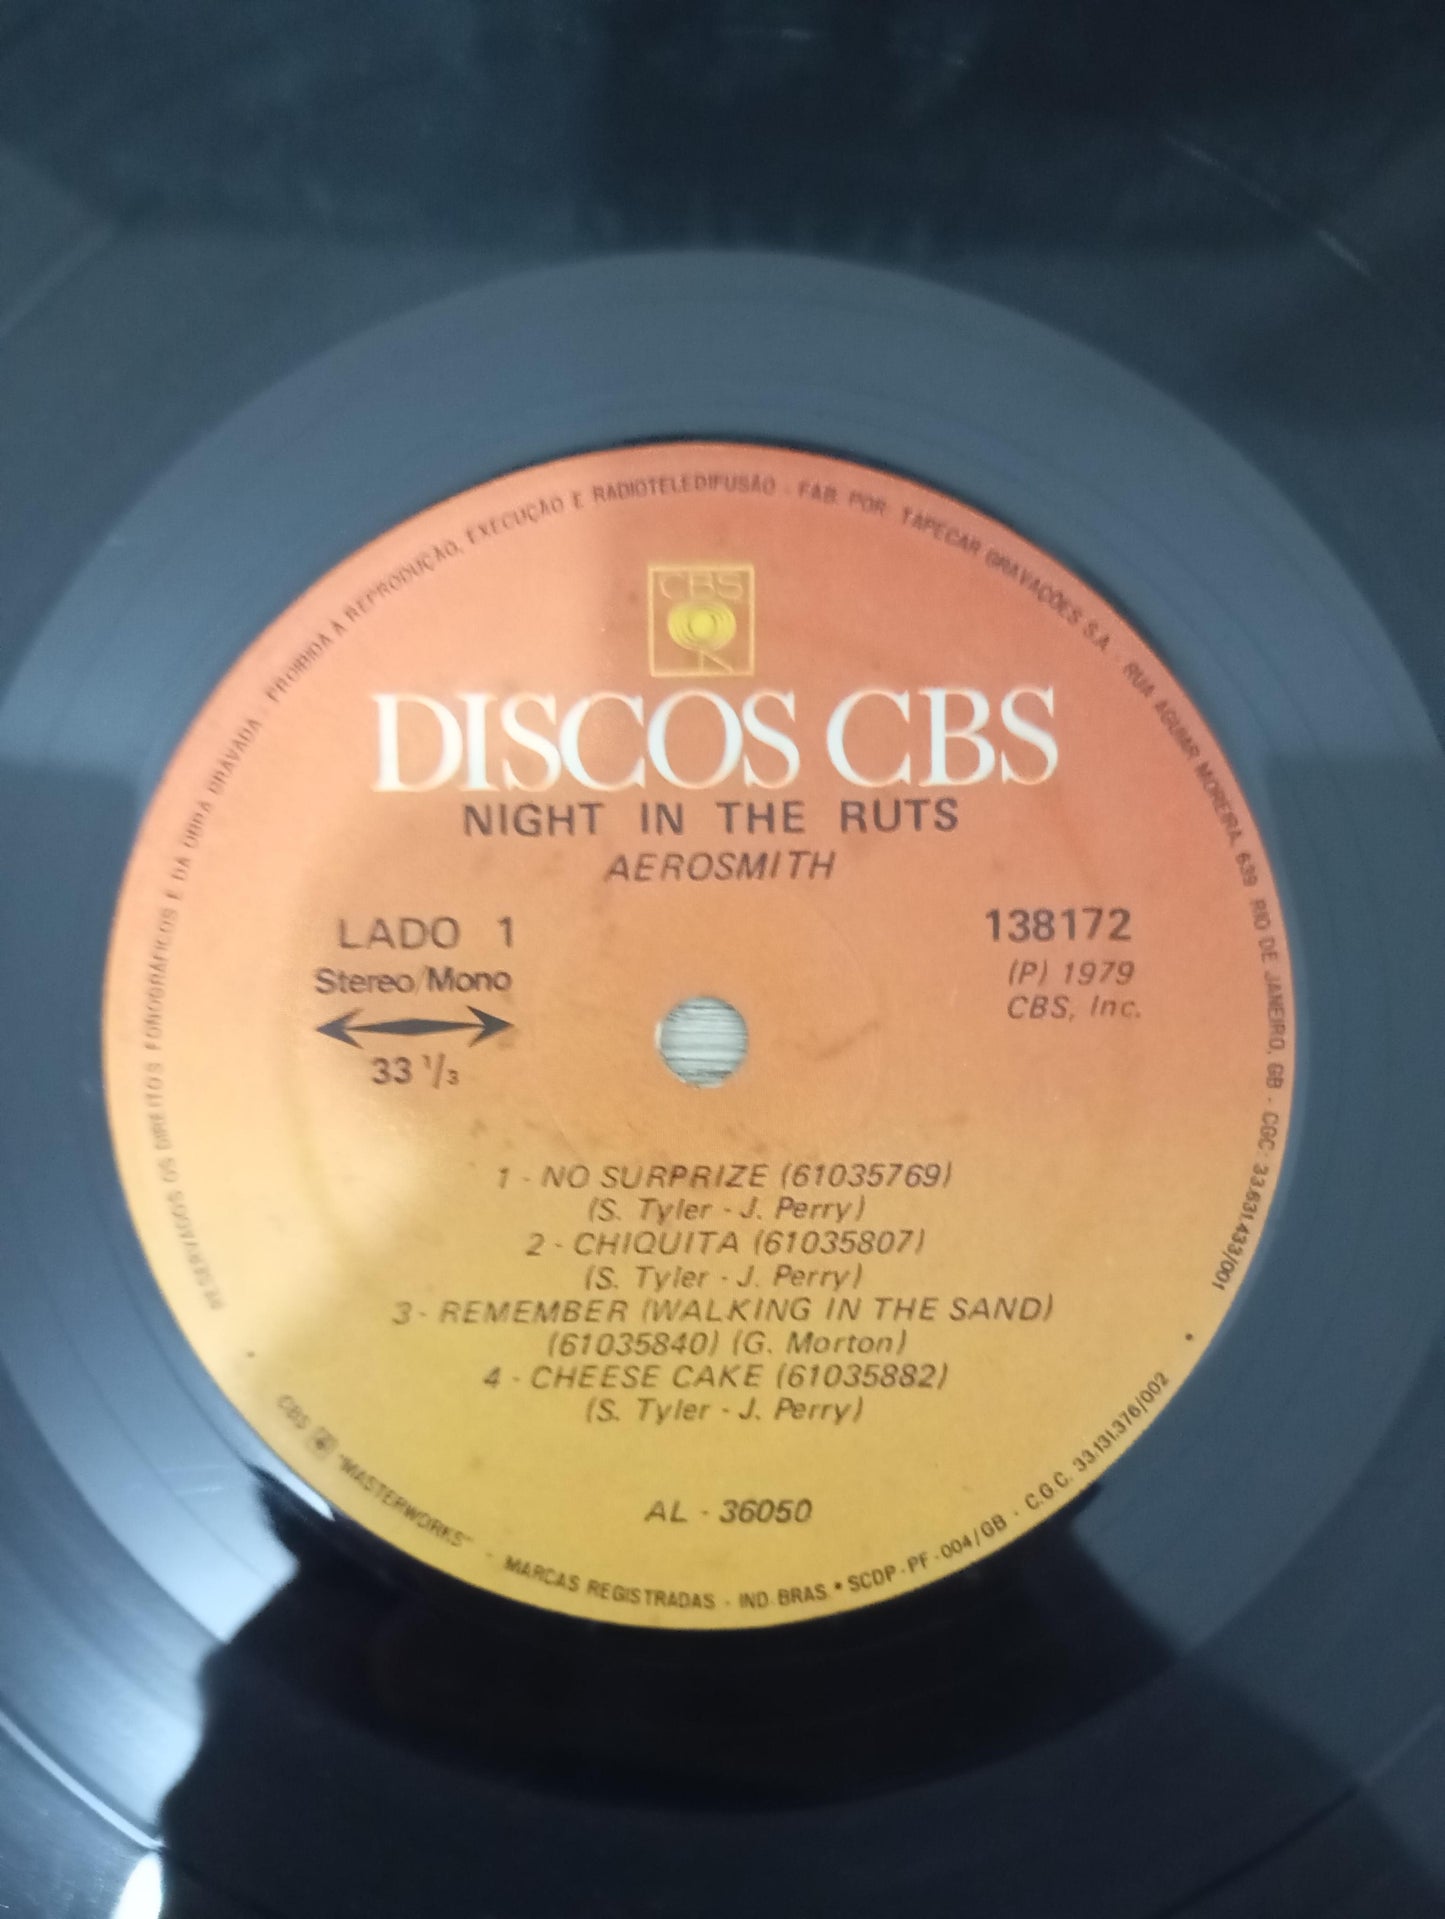 RESERVADOS OS DIREITOS FONOGRÁFICOS E DA OBRA GRAVADA - PROIBIDA A REPRODUÇÃO, EXECUÇÃO E RADIOTELEDIFUSÃO - FAB. POR: TAPECAR GRAVAÇÕES S.A. - RUA AGUIAR MOREIRA, 639 RIO DE JANEIRO, GB - CGC: 33.631.433/001
CBS
DISCOS CBS
NIGHT IN THE RUTS
AEROSMITH
LADO 1
138172
Stereo/Mono
(P) 1979
CBS, Inc.
33 1/3
1 - NO SURPRIZE (61035769)
(S. Tyler - J. Perry)
2 - CHIQUITA (61035807)
(S. Tyler - J. Perry)
3 - REMEMBER (WALKING IN THE SAND)
(61035840) (G. Morton)
4 - CHEESE CAKE (61035882)
(S. Tyler - J. Perry)
AL - 36050
CBS "MASTERWORKS" - MARCAS REGISTRADAS - IND. BRAS. • SCDP - PF - 004/GB - C.G.C. 33.131.376/002